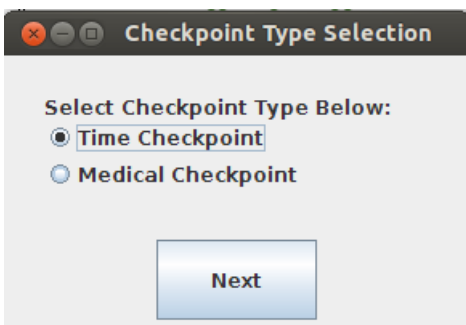 Checkpoint Type Selection
Select Checkpoint Type Below:
Time Checkpoint
Medical Checkpoint
Next